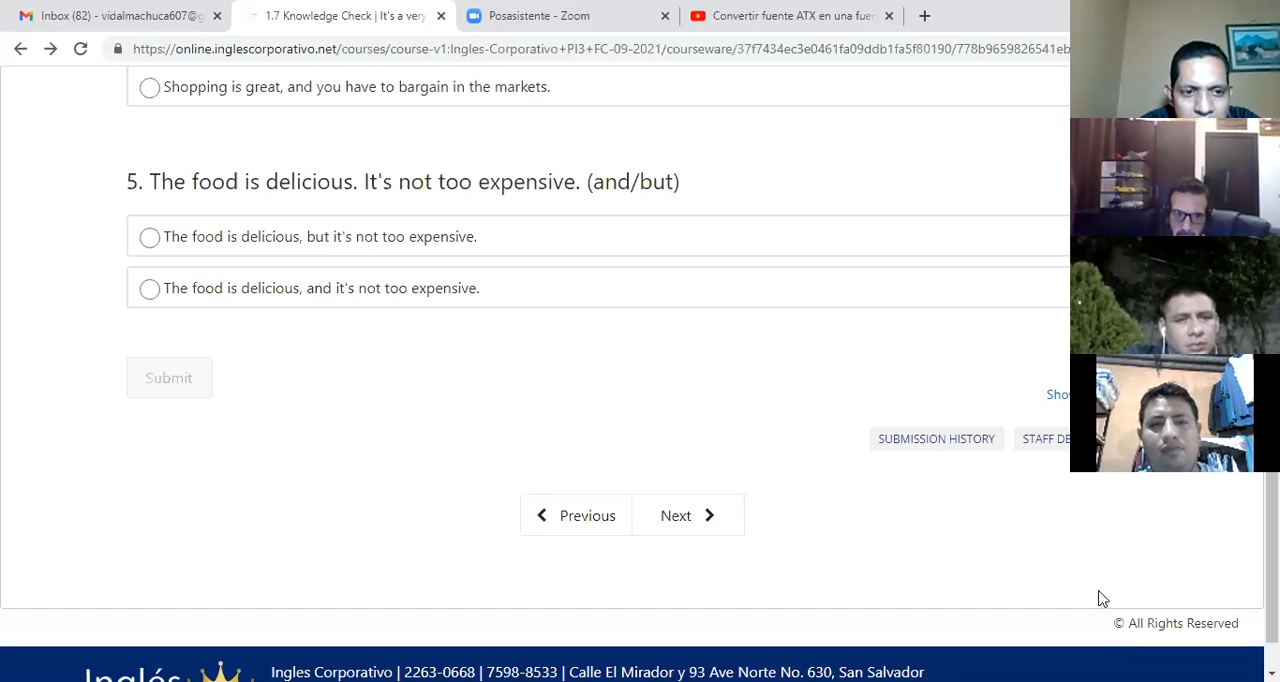 Inbox (82) - vidalmachuca607@g
1.7 Knowledge Check | It's a very
Posasistente - Zoom
Convertir fuente ATX en una fue
https://online.inglescorporativo.net/courses/course-v1:Ingles-Corporativo+PI3+FC-09-2021/courseware/37f7434ec3e0461fa09ddb1fa5f80190/778b9659826541eb
Shopping is great, and you have to bargain in the markets.
5. The food is delicious. It's not too expensive. (and/but)
The food is delicious, but it's not too expensive.
The food is delicious, and it's not too expensive.
Submit
Sho
SUBMISSION HISTORY
STAFF DE
Previous
Next
© All Rights Reserved
Inglés
Ingles Corporativo | 2263-0668 | 7598-8533 | Calle El Mirador y 93 Ave Norte No. 630, San Salvador